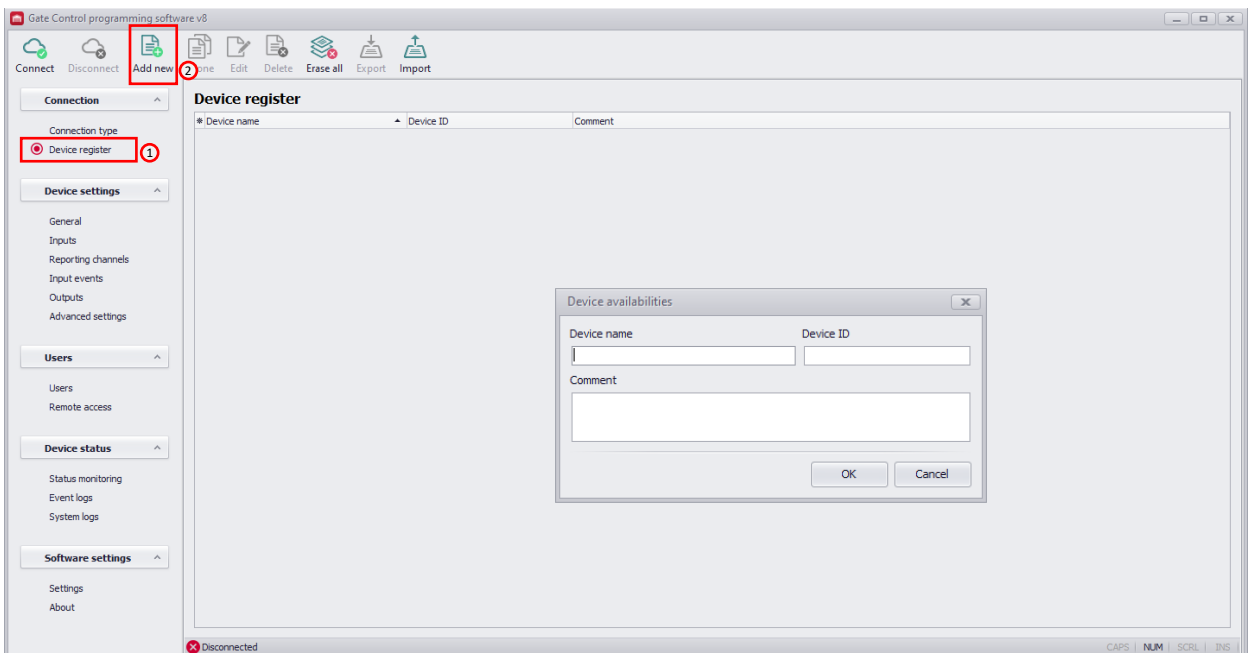 Gate Control programming software v8
Connect Disconnect Add new Clone Edit Delete Erase all Export Import
2
Connection
Connection type
Device register
1
Device settings
General
Inputs
Reporting channels
Input events
Outputs
Advanced settings
Users
Users
Remote access
Device status
Status monitoring
Event logs
System logs
Software settings
Settings
About
Device register
* Device name Device ID Comment
Device availabilities
Device name Device ID
Comment
OK Cancel
Disconnected
CAPS NUM SCRL INS